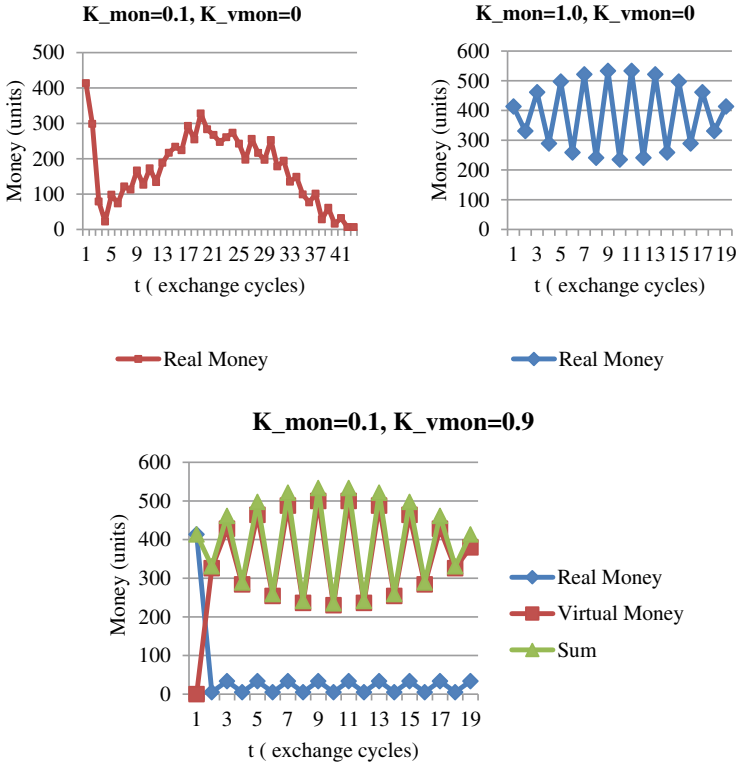 K_mon=0.1, K_vmon=0
500
400
300
200
100
0
Money (units)
1 5 9 13 17 21 25 29 33 37 41
t ( exchange cycles)
Real Money
K_mon=1.0, K_vmon=0
600
500
400
300
200
100
0
Money (units)
1 3 5 7 9 11 13 15 17 19
t ( exchange cycles)
Real Money
K_mon=0.1, K_vmon=0.9
600
500
400
300
200
100
0
Money (units)
1 3 5 7 9 11 13 15 17 19
t ( exchange cycles)
Real Money
Virtual Money
Sum